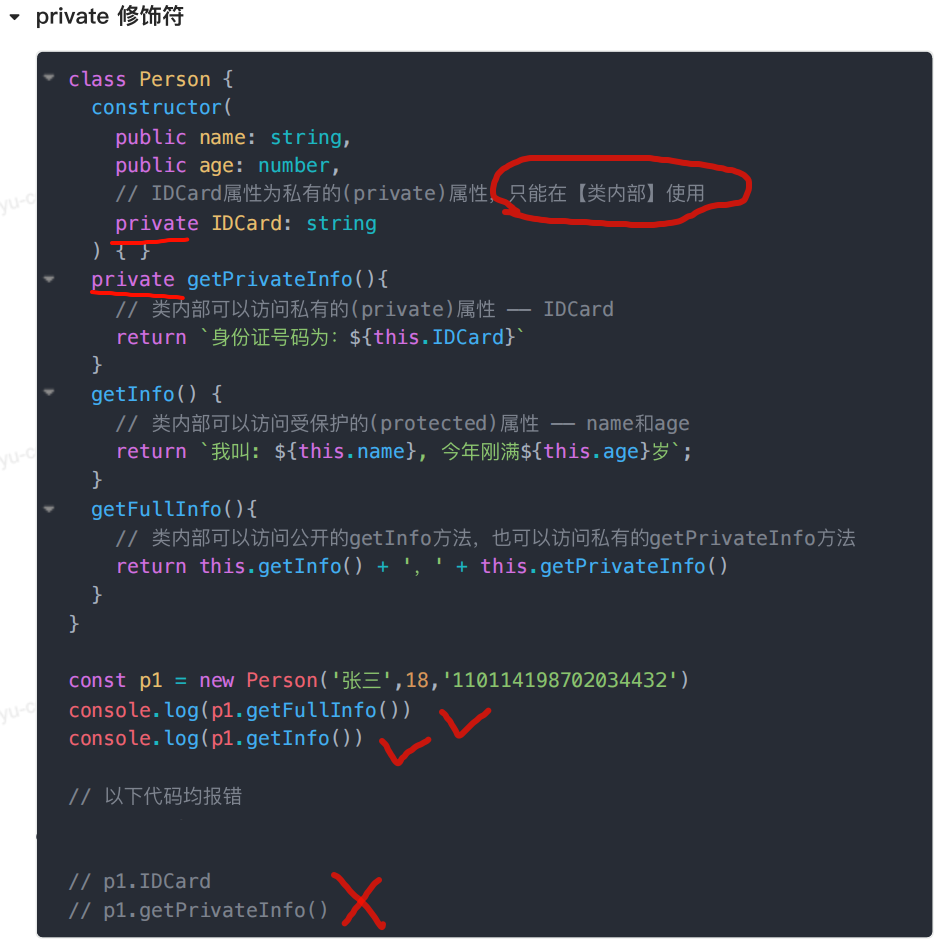 private 修饰符
class Person {
constructor(
public name: string,
public age: number,
// IDCard属性为私有的(private)属性，只能在【类内部】使用
private IDCard: string
) { }
private getPrivateInfo(){
// 类内部可以访问私有的(private)属性 —— IDCard
return `身份证号码为：${this.IDCard}`
}
getInfo() {
// 类内部可以访问受保护的(protected)属性 —— name和age
return `我叫: ${this.name}, 今年刚满${this.age}岁`;
}
getFullInfo(){
// 类内部可以访问公开的getInfo方法，也可以访问私有的getPrivateInfo方法
return this.getInfo() + '，' + this.getPrivateInfo()
}
}
const p1 = new Person('张三',18,'110114198702034432')
console.log(p1.getFullInfo())
console.log(p1.getInfo())
// 以下代码均报错
// p1.IDCard
// p1.getPrivateInfo()